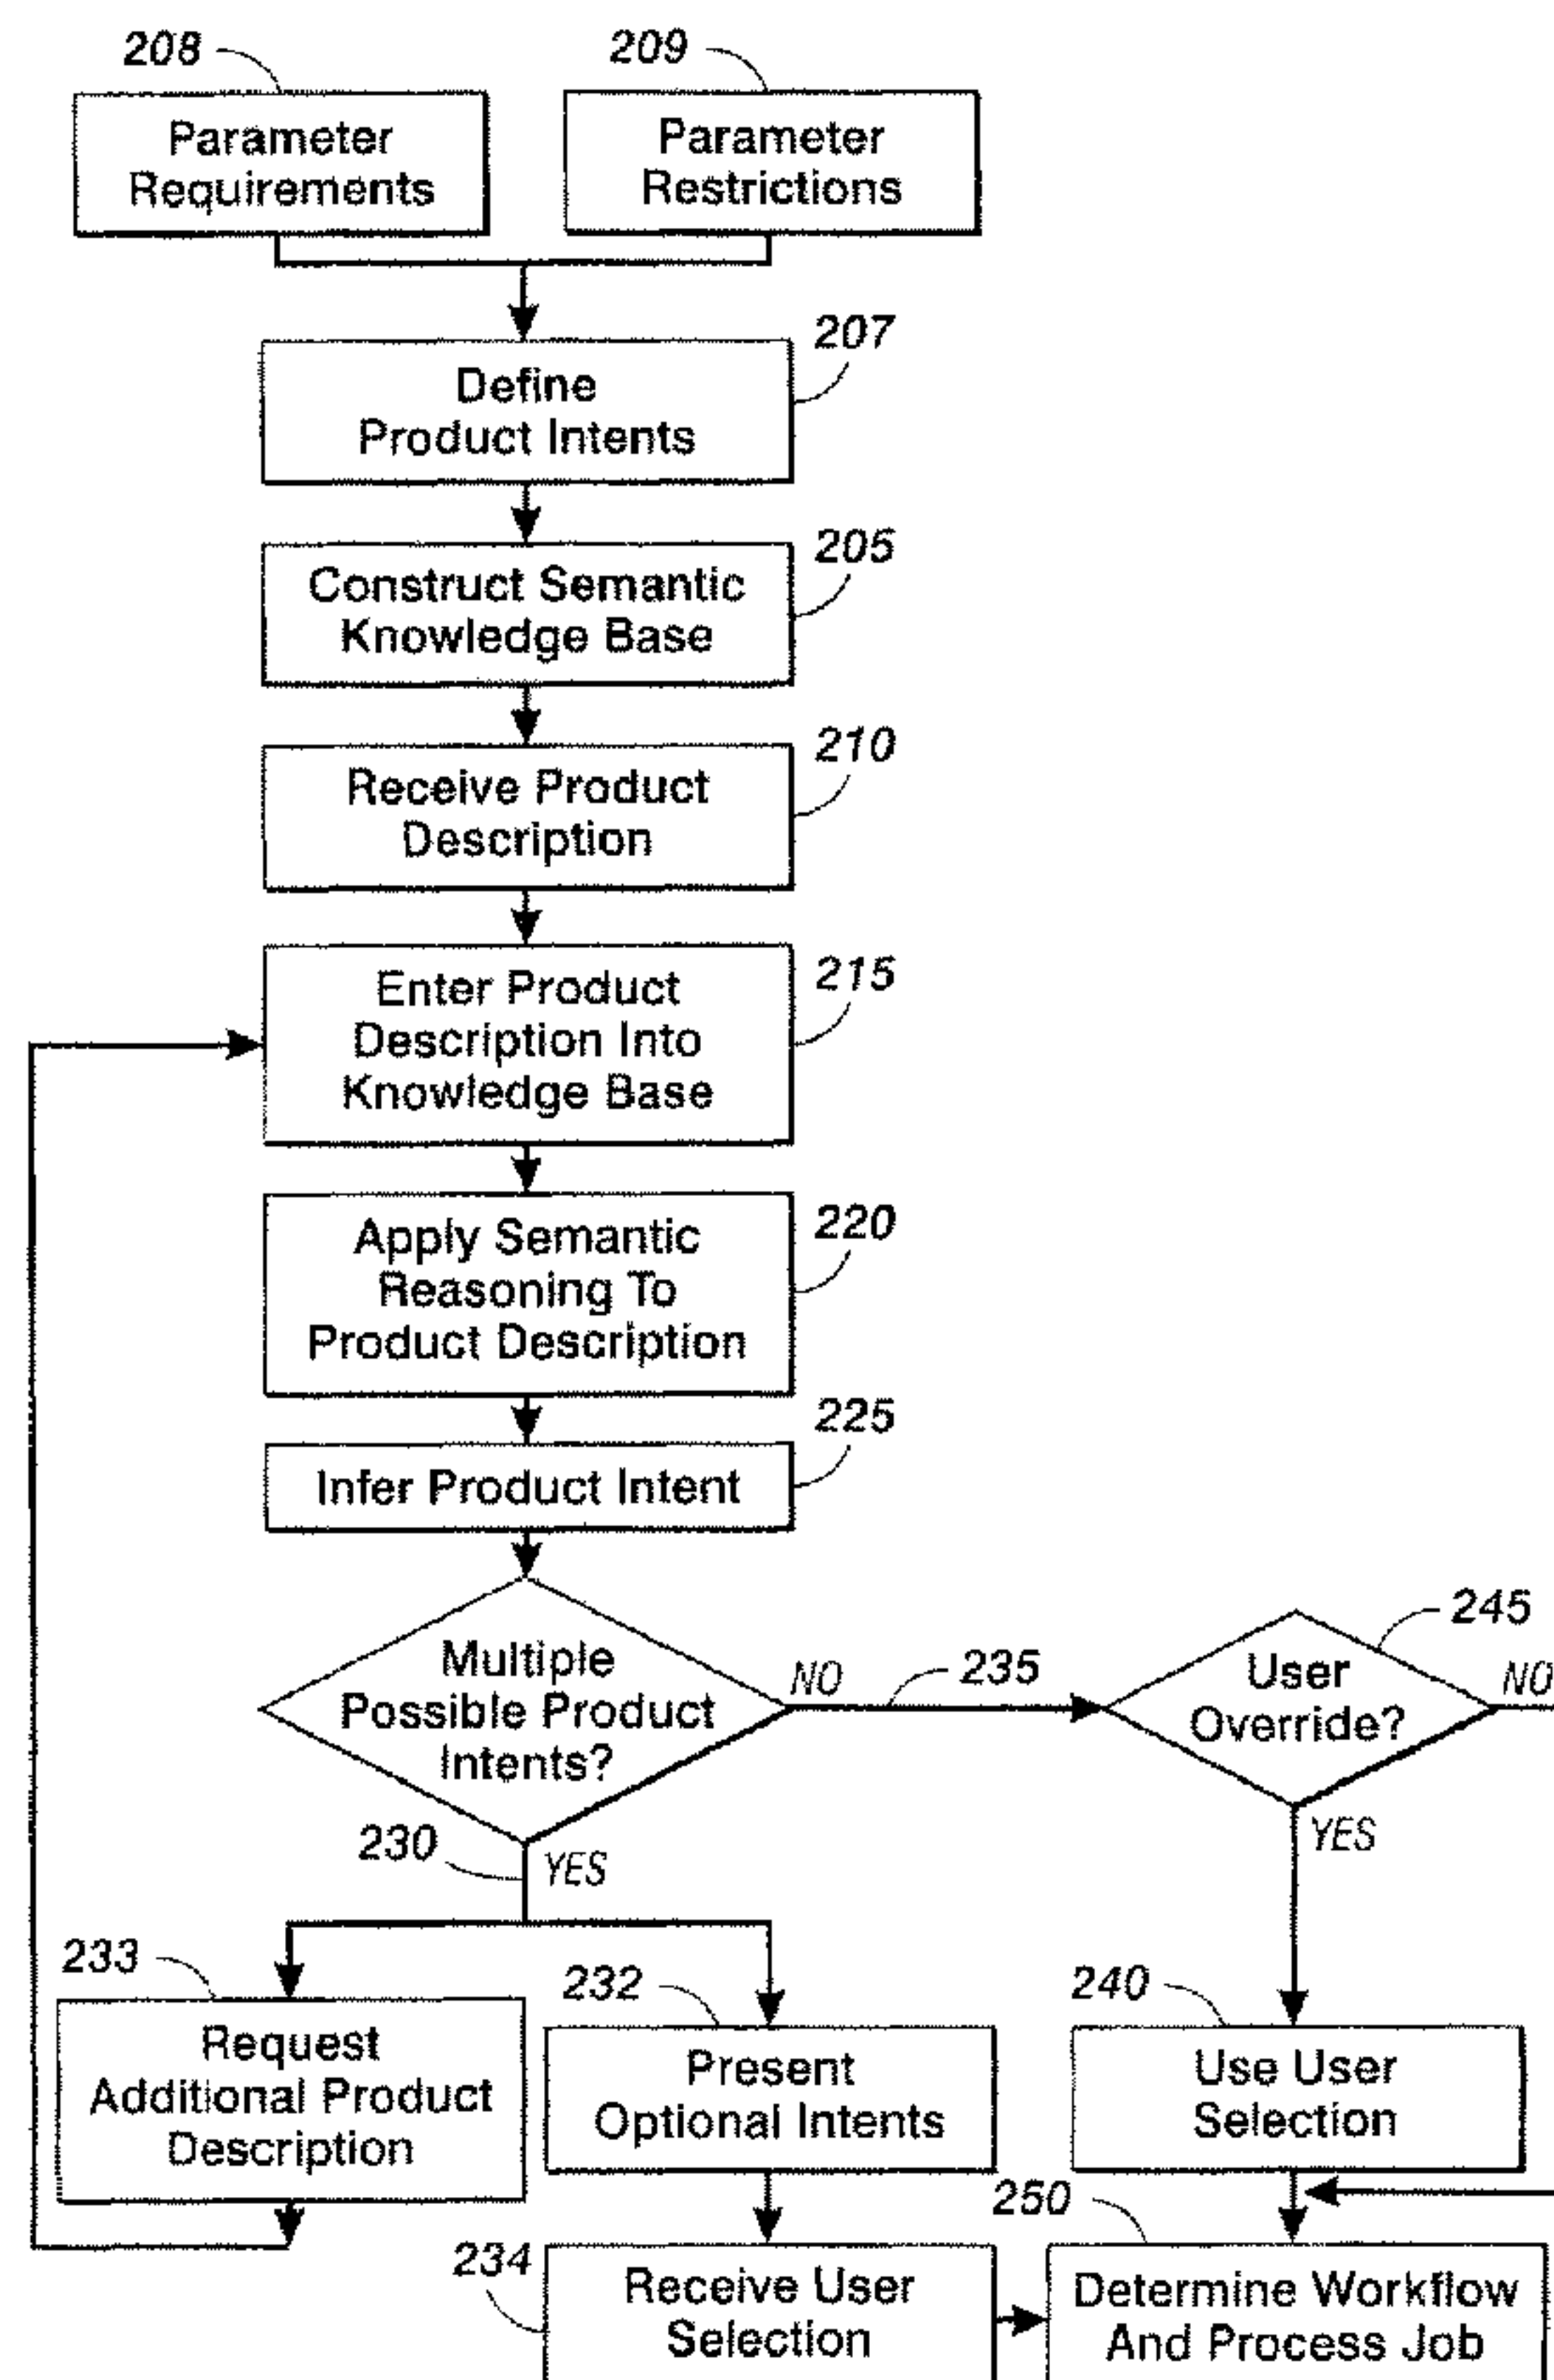 208
209
Parameter
Requirements
Parameter
Restrictions
207
Define
Product Intents
205
Construct Semantic
Knowledge Base
210
Receive Product
Description
215
Enter Product
Description Into
Knowledge Base
220
Apply Semantic
Reasoning To
Product Description
225
Infer Product Intent
Multiple
Possible Product
Intents?
NO
235
245
User
Override?
NO
230
YES
YES
233
Request
Additional Product
Description
232
Present
Optional Intents
240
Use User
Selection
234
Receive User
Selection
250
Determine Workflow
And Process Job